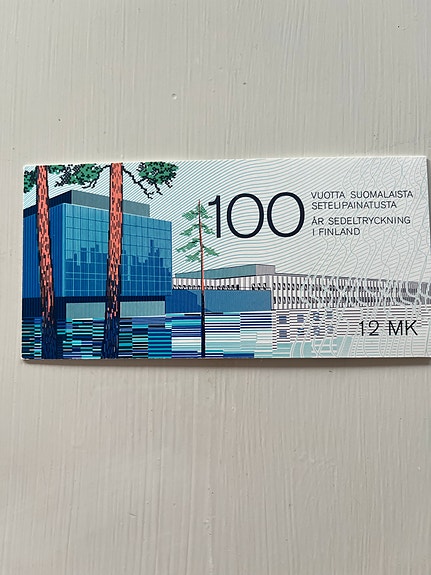 100
VUOTTA SUOMALAISTA
SETELIPAINATUSTA
ÅR SEDELTRYCKNING
I FINLAND
12 MK